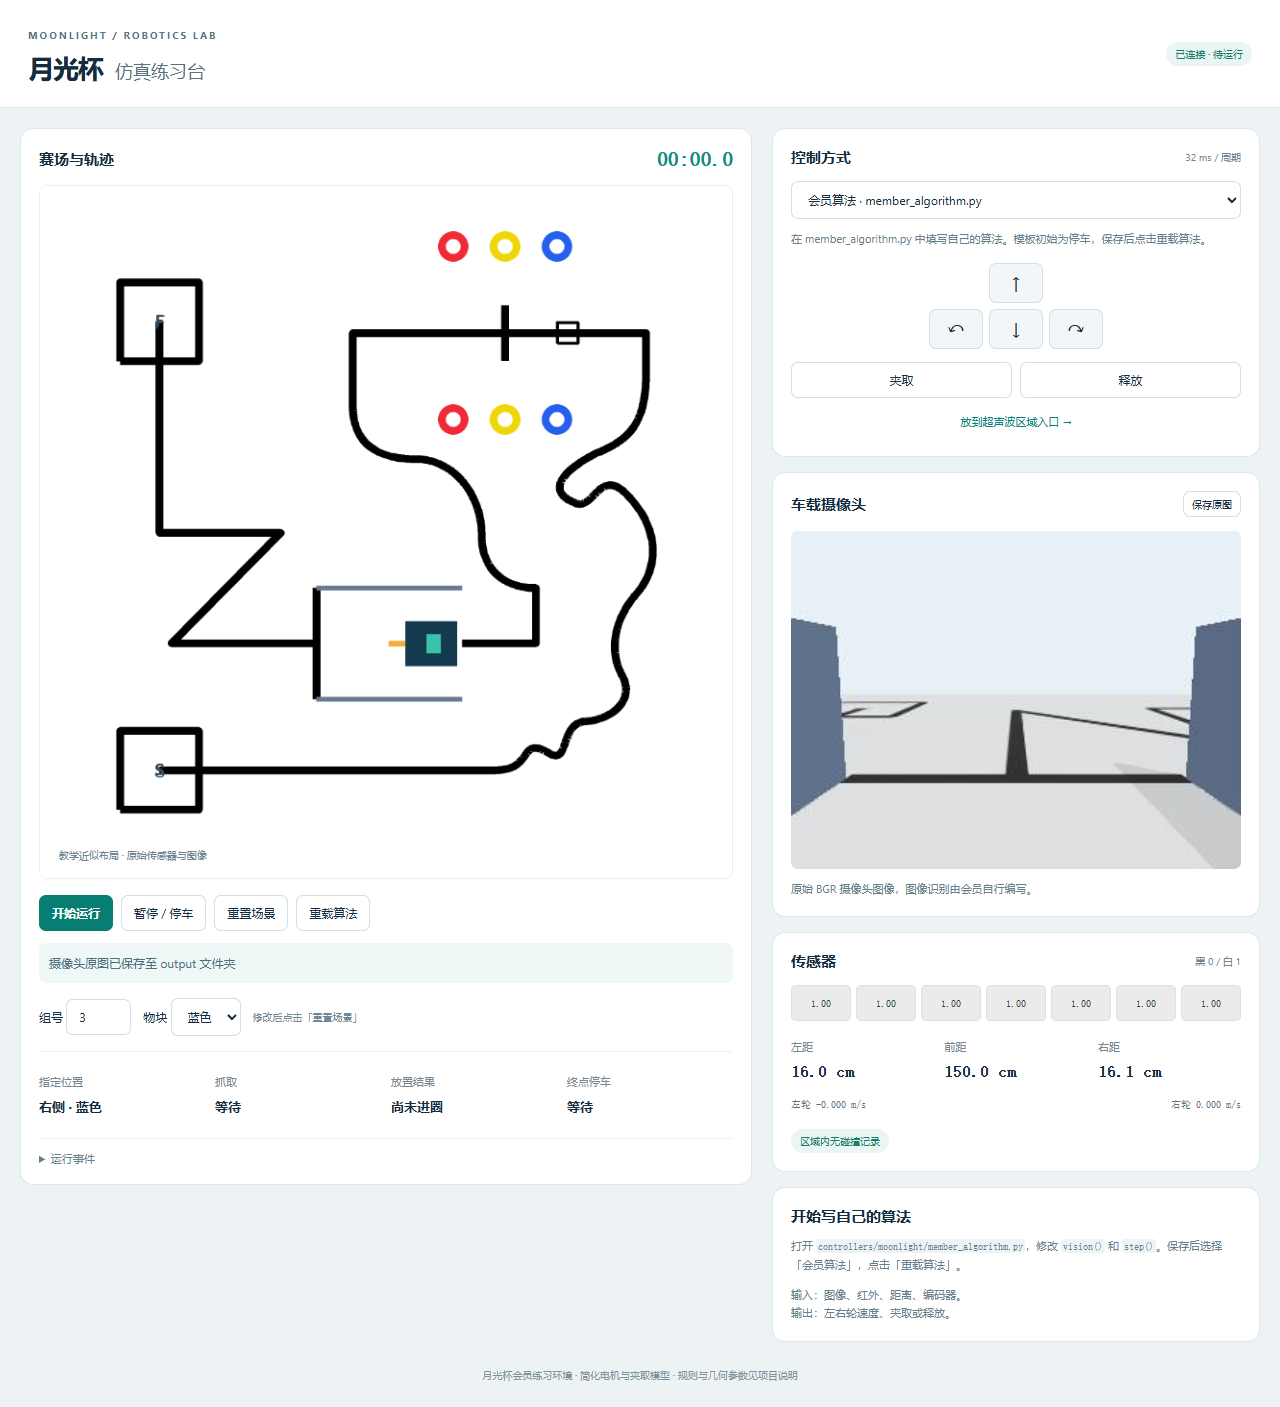 MOONLIGHT / ROBOTICS LAB
月光杯 仿真练习台
已连接 · 待运行
赛场与轨迹
00:00.0
F
S
教学近似布局 · 原始传感器与图像
开始运行
暂停 / 停车
重置场景
重载算法
摄像头原图已保存至 output 文件夹
组号 3 物块 蓝色 修改后点击「重置场景」
指定位置 抓取 放置结果 终点停车
右侧 · 蓝色 等待 尚未进圈 等待
▶ 运行事件
控制方式
32 ms / 周期
会员算法 · member_algorithm.py
在 member_algorithm.py 中填写自己的算法。模板初始为停车，保存后点击重载算法。
↑
↶ ↓ ↷
夹取 释放
放到超声波区域入口 →
车载摄像头
保存原图
原始 BGR 摄像头图像，图像识别由会员自行编写。
传感器
黑 0 / 白 1
1.00 1.00 1.00 1.00 1.00 1.00 1.00
左距 前距 右距
16.0 cm 150.0 cm 16.1 cm
左轮 -0.000 m/s 右轮 0.000 m/s
区域内无碰撞记录
开始写自己的算法
打开 controllers/moonlight/member_algorithm.py，修改 vision() 和 step()。保存后选择
「会员算法」，点击「重载算法」。
输入：图像、红外、距离、编码器。
输出：左右轮速度、夹取或释放。
月光杯会员练习环境 · 简化电机与夹取模型 · 规则与几何参数见项目说明